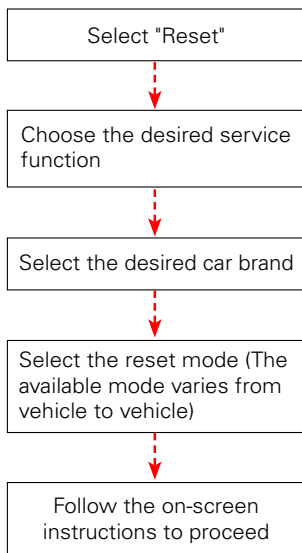 Select "Reset"
Choose the desired service
function
Select the desired car brand
Select the reset mode (The
available mode varies from
vehicle to vehicle)
Follow the on-screen
instructions to proceed